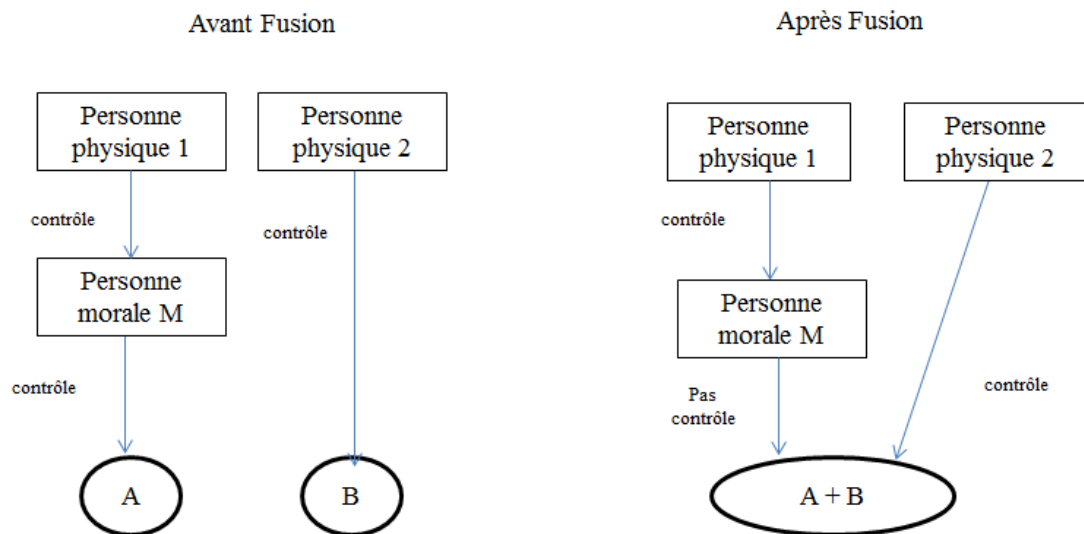 Avant Fusion
Personne
physique 1
Personne
physique 2
contrôle
contrôle
Personne
morale M
contrôle
A
B
Après Fusion
Personne
physique 1
Personne
physique 2
contrôle
Personne
morale M
Pas
contrôle
contrôle
A + B